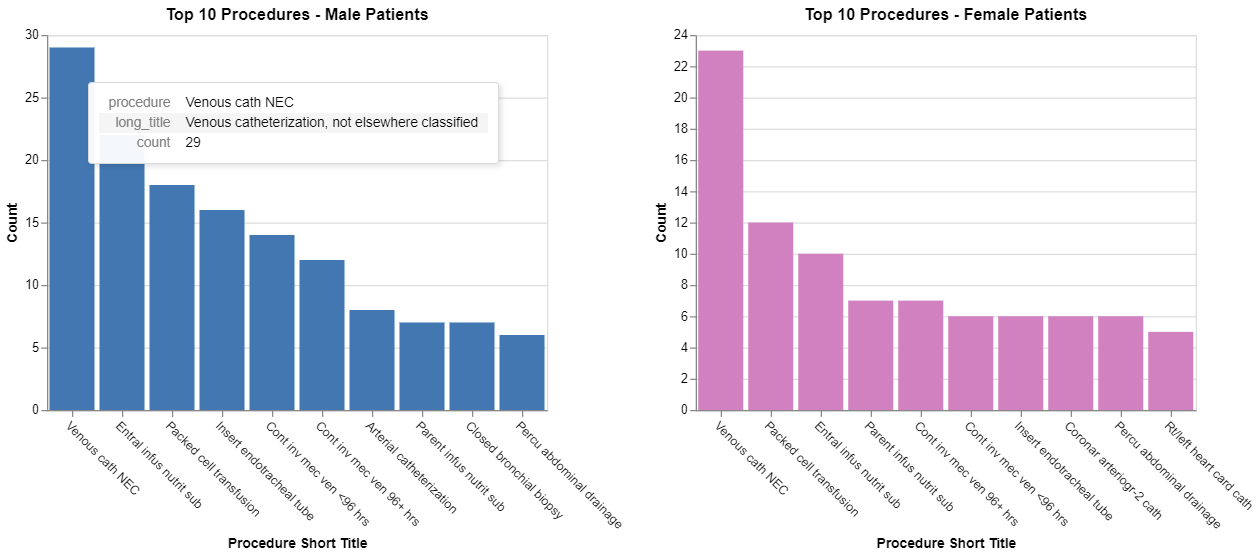 Top 10 Procedures - Male Patients
30
25
20
15
10
5
0
Count
procedure Venous cath NEC
long_title Venous catheterization, not elsewhere classified
count 29
Venous cath NEC
Entral infus nutrit sub
Packed cell transfusion
Insert endotracheal tube
Cont inv mec ven <96 hrs
Cont inv mec ven 96+ hrs
Arterial catheterization
Parent infus nutrit sub
Closed bronchial biopsy
Percu abdominal drainage
Procedure Short Title
Top 10 Procedures - Female Patients
24
22
20
18
16
14
12
10
8
6
4
2
0
Count
Venous cath NEC
Packed cell transfusion
Entral infus nutrit sub
Parent infus nutrit sub
Cont inv mec ven 96+ hrs
Cont inv mec ven <96 hrs
Insert endotracheal tube
Coronar arteriogr-2 cath
Percu abdominal drainage
Rt/left heart card cath
Procedure Short Title